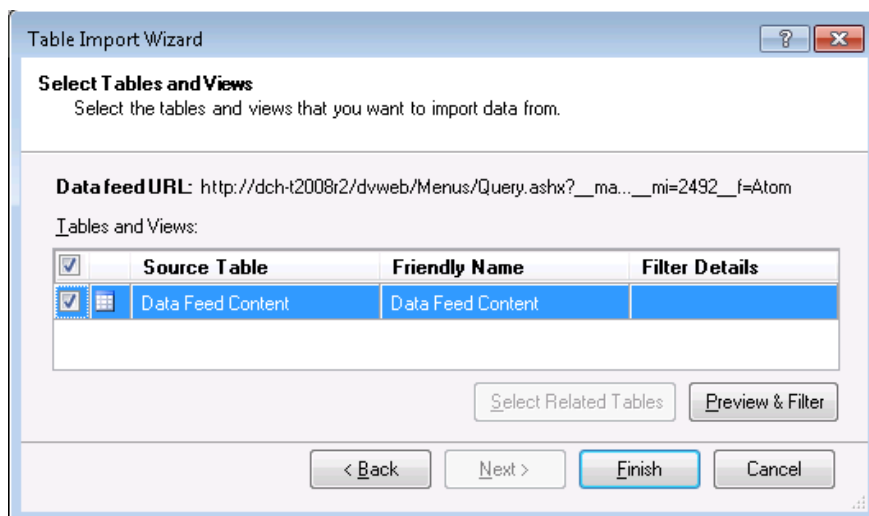 Table Import Wizard
Select Tables and Views
Select the tables and views that you want to import data from.
Data feed URL: http://dch-t2008r2/dvweb/Menus/Query.ashx?__ma...__mi=2492__f=Atom
Tables and Views:
Source Table Friendly Name Filter Details
Data Feed Content Data Feed Content
Select Related Tables Preview & Filter
< Back Next > Finish Cancel